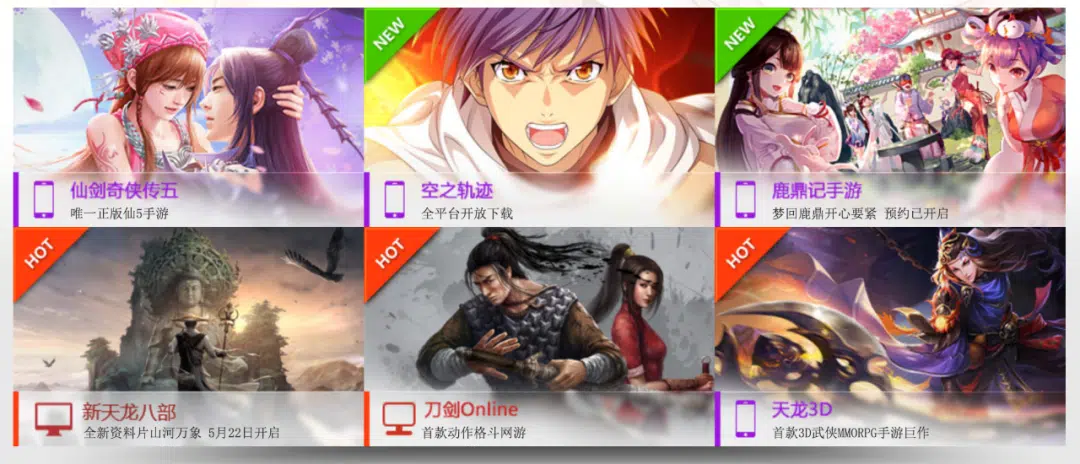 NEW
NEW
仙剑奇侠传五
唯一正版仙5手游
空之轨迹
全平台开放下载
鹿鼎记手游
梦回鹿鼎开心要紧 预约已开启
HOT
HOT
HOT
新天龙八部
全新资料片山河万象 5月22日开启
刀剑Online
首款动作格斗网游
天龙3D
首款3D武侠MMORPG手游巨作